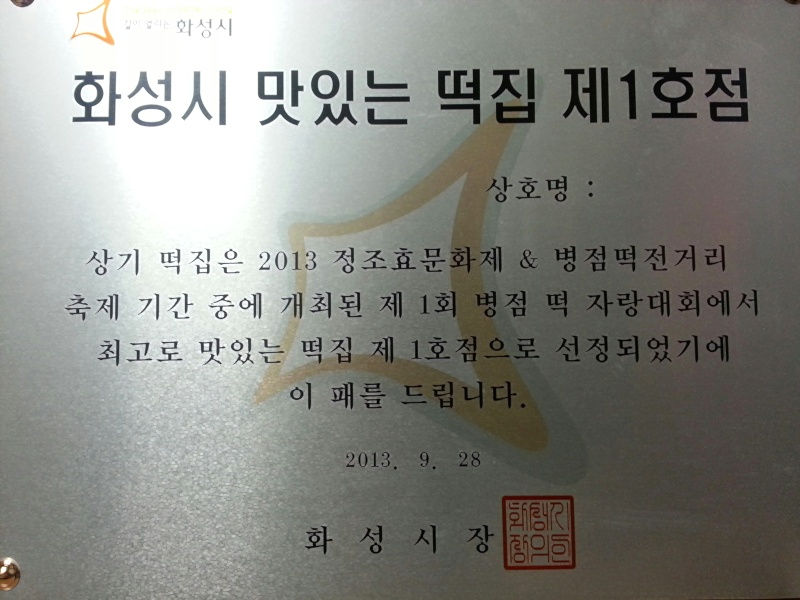 화성시
화성시 맛있는 떡집 제1호점
상호명 :
상기 떡집은 2013 정조효문화제 & 병점떡전거리
축제 기간 중에 개최된 제 1회 병점 떡 자랑대회에서
최고로 맛있는 떡집 제 1호점으로 선정되었기에
이 패를 드립니다.
2013. 9. 28
화 성 시 장